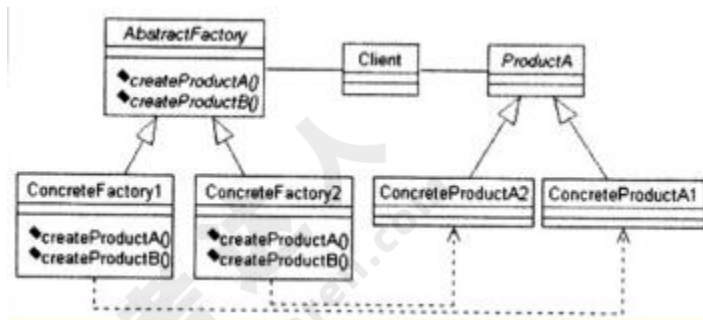 AbstractFactory
createProductA()
createProductB()
Client
ProductA
ConcreteFactory1
createProductA()
createProductB()
ConcreteFactory2
createProductA()
createProductB()
ConcreteProductA2
ConcreteProductA1